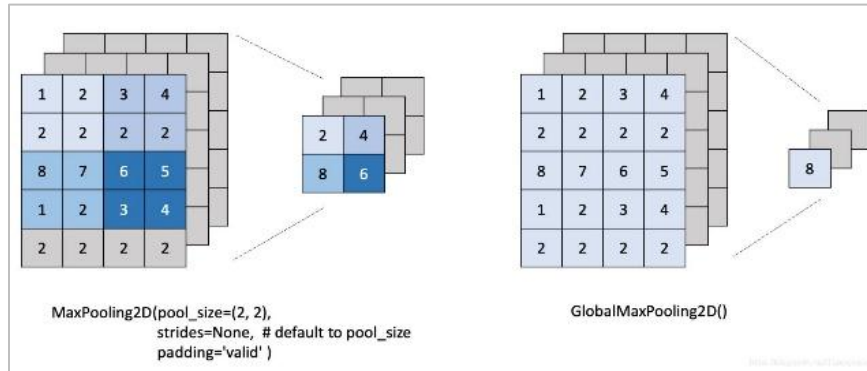 1 2 3 4
2 2 2 2
8 7 6 5
1 2 3 4
2 2 2 2
2 4
8 6
MaxPooling2D(pool_size=(2, 2),
strides=None, # default to pool_size
padding='valid' )
1 2 3 4
2 2 2 2
8 7 6 5
1 2 3 4
2 2 2 2
8
GlobalMaxPooling2D()